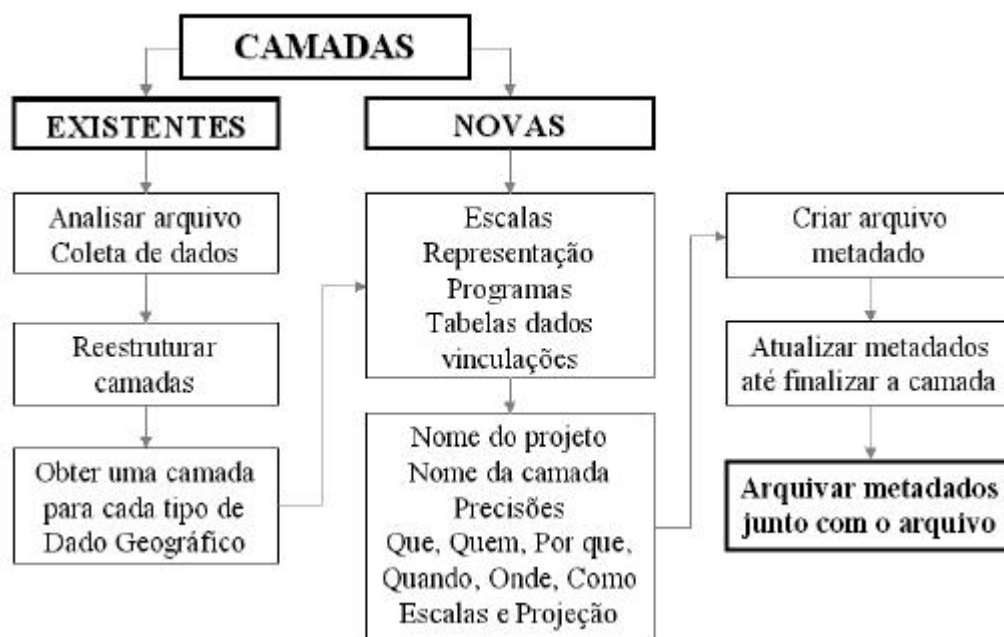 CAMADAS
EXISTENTES
NOVAS
Analisar arquivo
Coleta de dados
Reestruturar
camadas
Obter uma camada
para cada tipo de
Dado Geográfico
Escalas
Representação
Programas
Tabelas dados
vinculações
Nome do projeto
Nome da camada
Precisões
Que, Quem, Por que,
Quando, Onde, Como
Escalas e Projeção
Criar arquivo
metadado
Atualizar metadados
até finalizar a camada
Arquivar metadados
junto com o arquivo